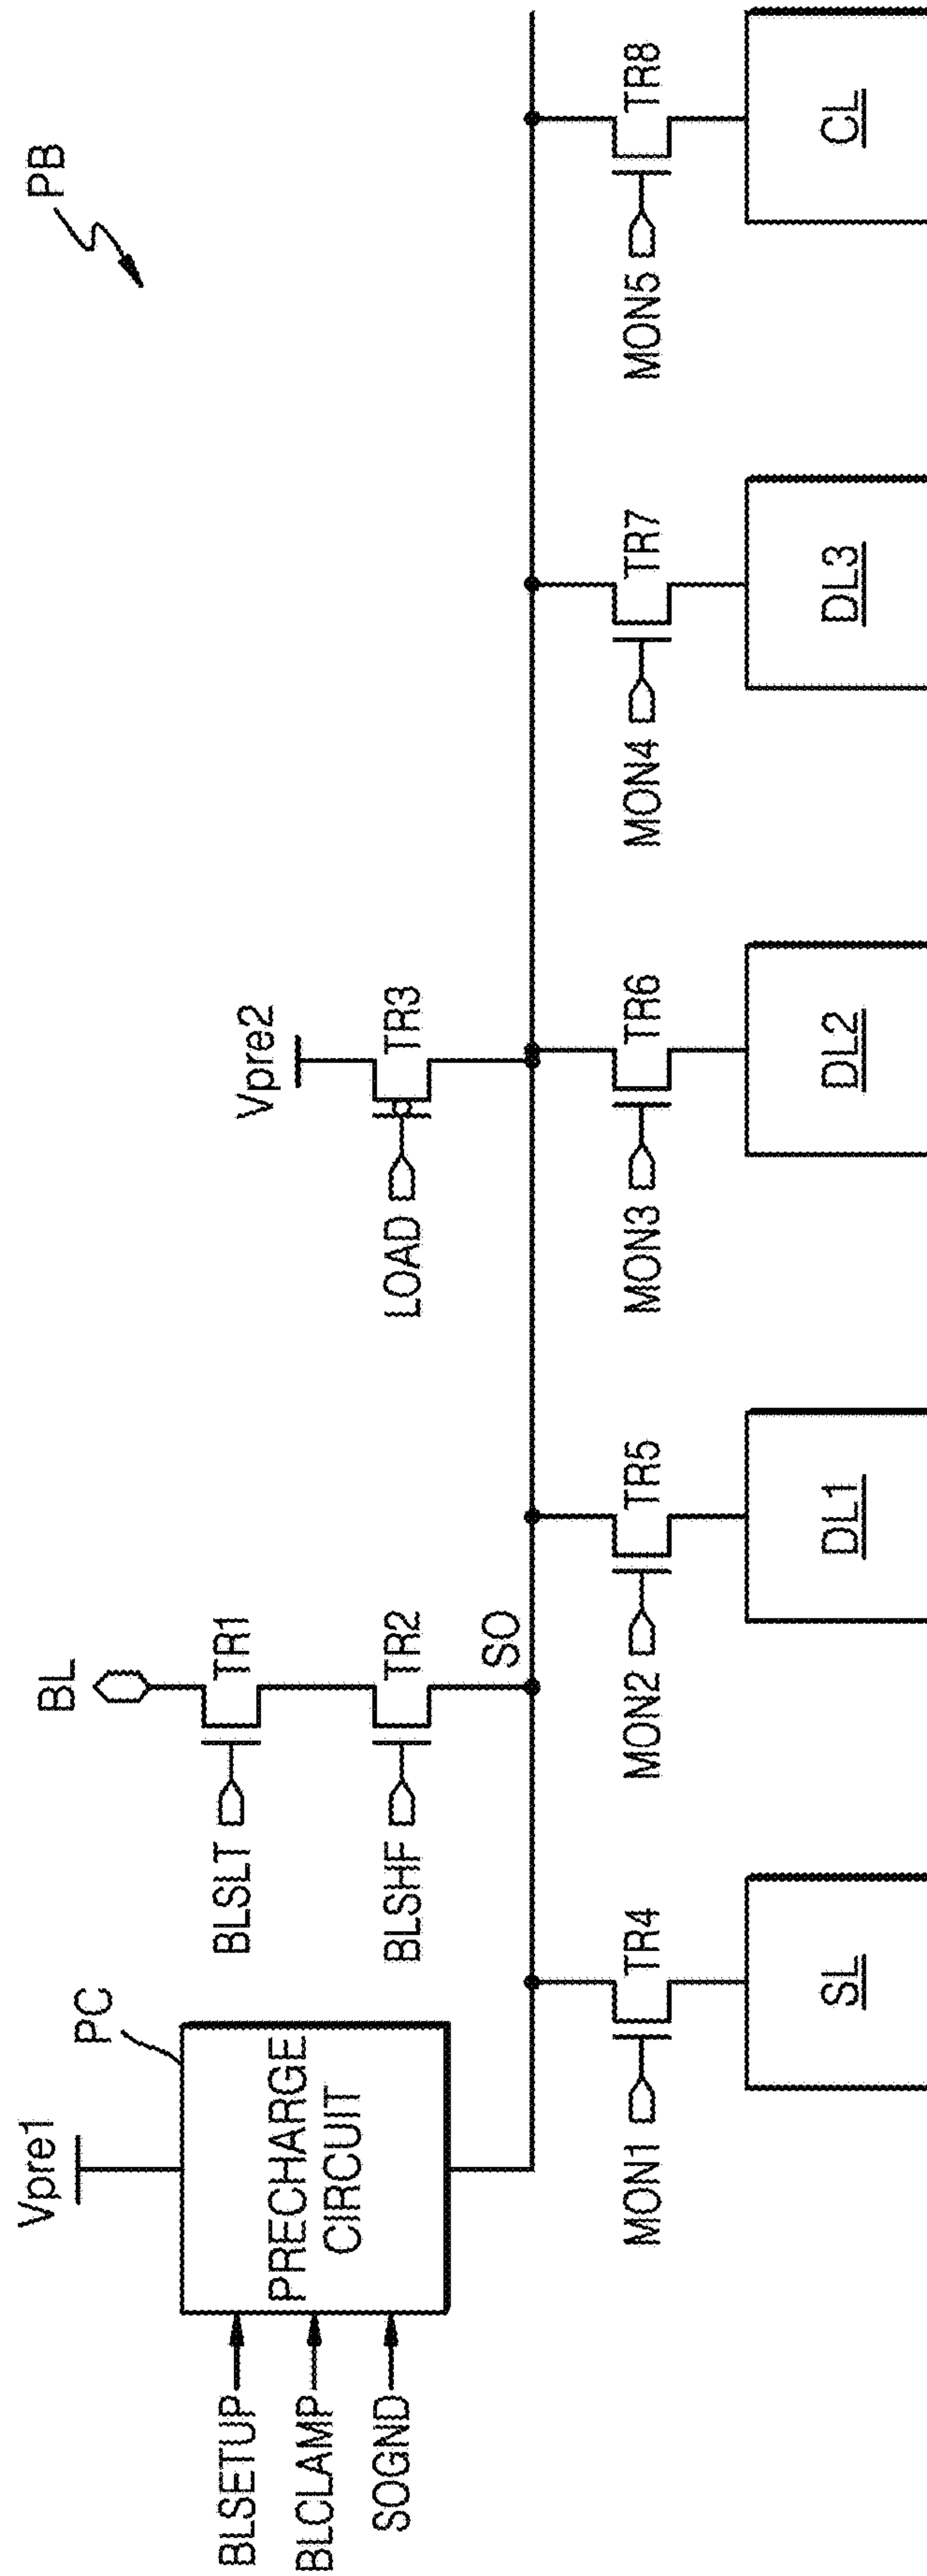 PB
Vpre1
PC
PRECHARGE
CIRCUIT
BLSETUP
BLCLAMP
SOGND
BL
BLSLT
TR1
BLSHF
TR2
SO
Vpre2
LOAD
TR3
MON1
TR4
SL
MON2
TR5
DL1
MON3
TR6
DL2
MON4
TR7
DL3
MON5
TR8
CL